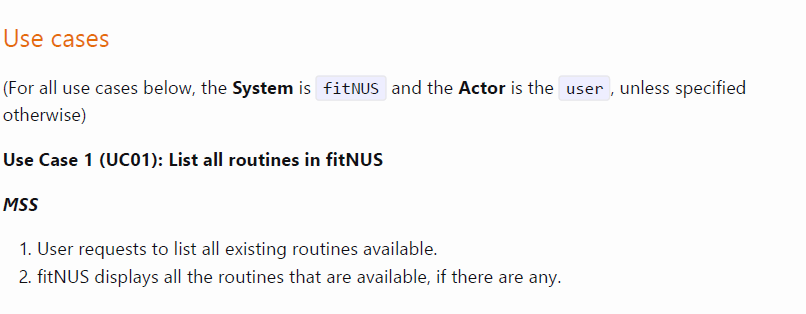 Use cases
(For all use cases below, the System is fitNUS and the Actor is the user, unless specified
otherwise)
Use Case 1 (UC01): List all routines in fitNUS
MSS
1. User requests to list all existing routines available.
2. fitNUS displays all the routines that are available, if there are any.